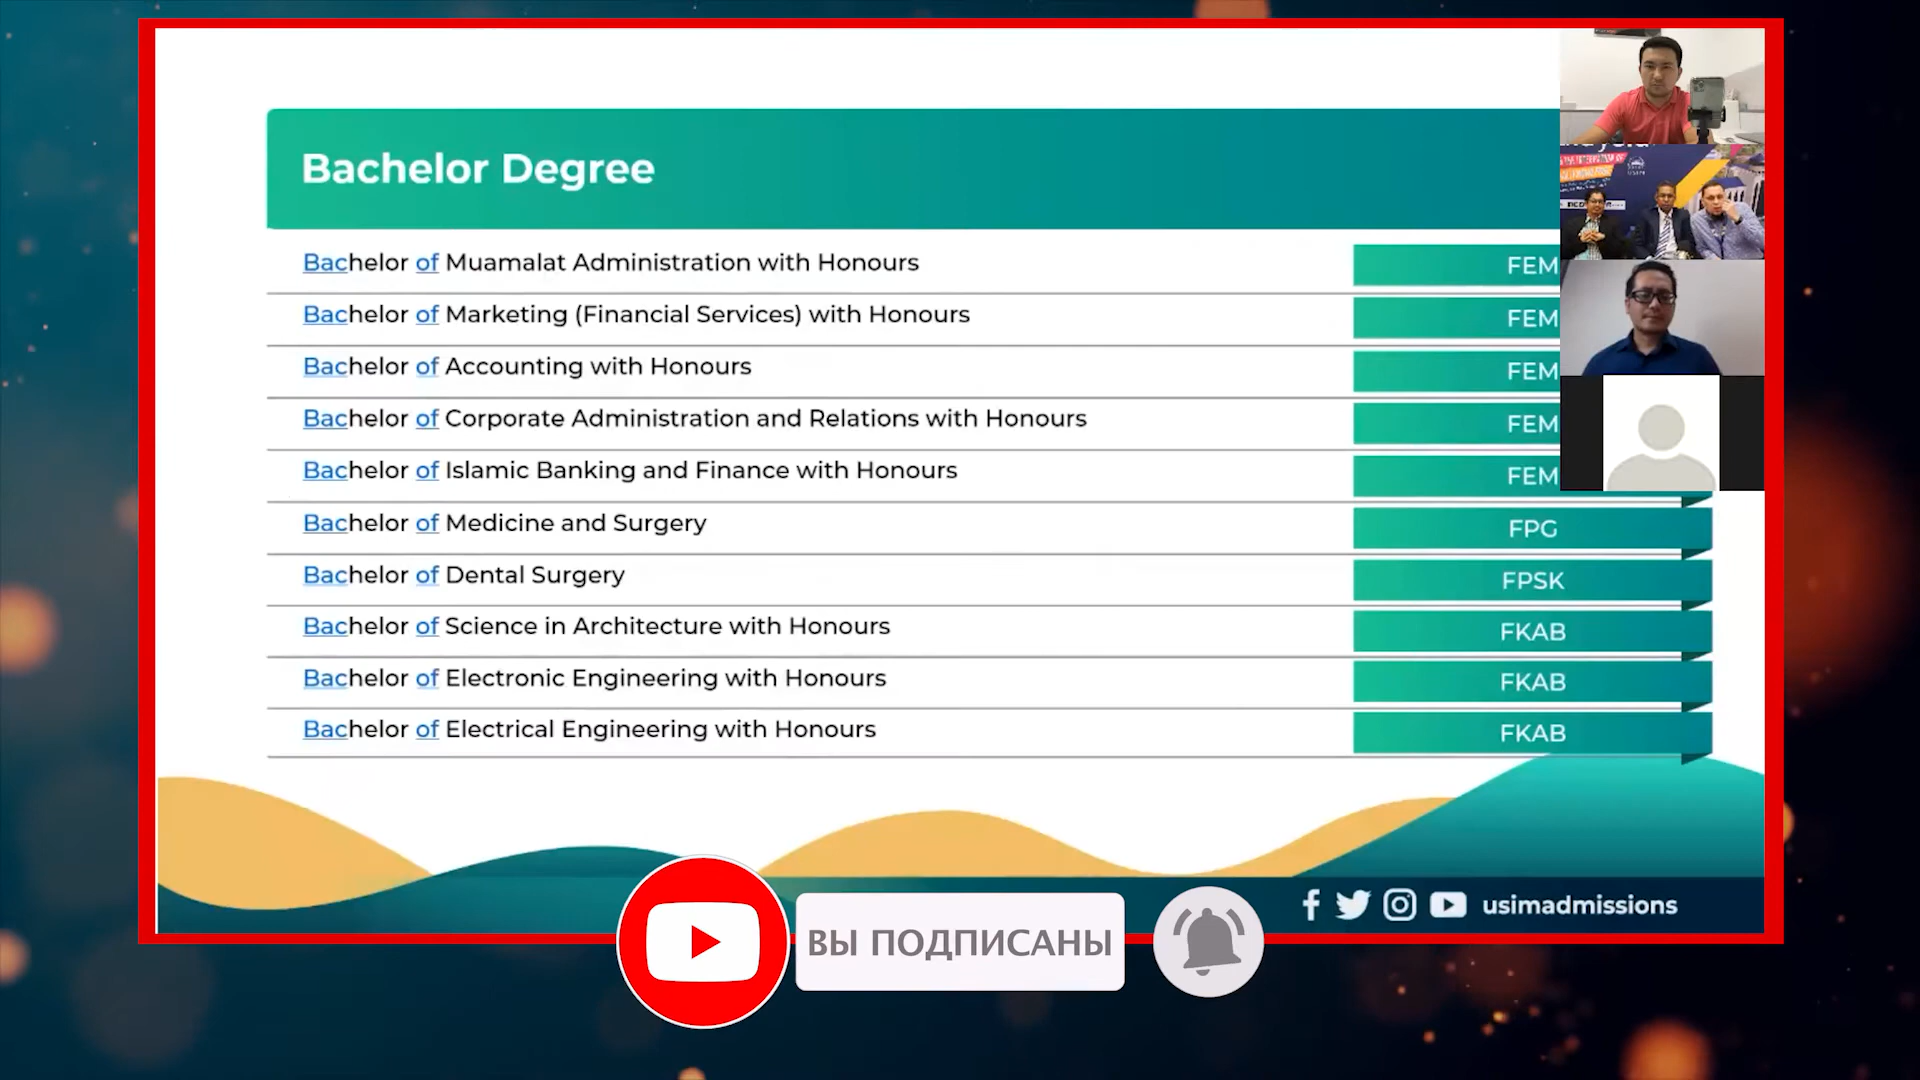 Bachelor Degree
Bachelor of Muamalat Administration with Honours
FEM
Bachelor of Marketing (Financial Services) with Honours
FEM
Bachelor of Accounting with Honours
FEM
Bachelor of Corporate Administration and Relations with Honours
FEM
Bachelor of Islamic Banking and Finance with Honours
FEM
Bachelor of Medicine and Surgery
FPG
Bachelor of Dental Surgery
FPSK
Bachelor of Science in Architecture with Honours
FKAB
Bachelor of Electronic Engineering with Honours
FKAB
Bachelor of Electrical Engineering with Honours
FKAB
usimadmissions
ВЫ ПОДПИСАНЫ